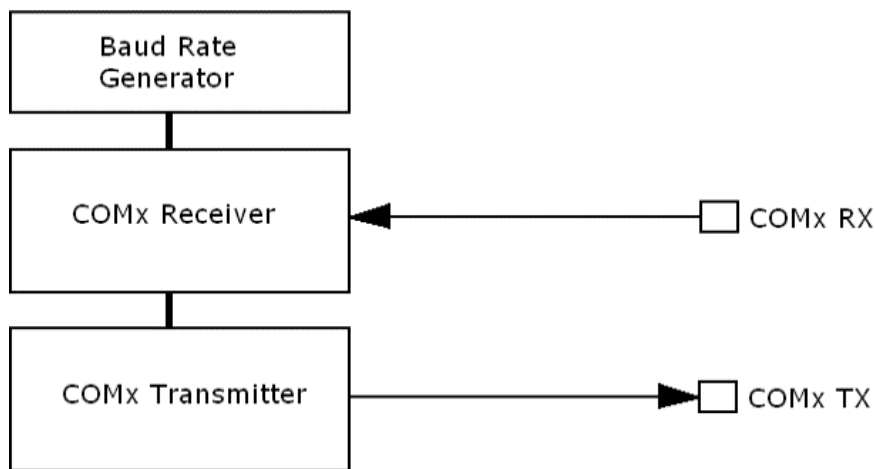 Baud Rate
Generator
COMx Receiver
COMx RX
COMx Transmitter
COMx TX